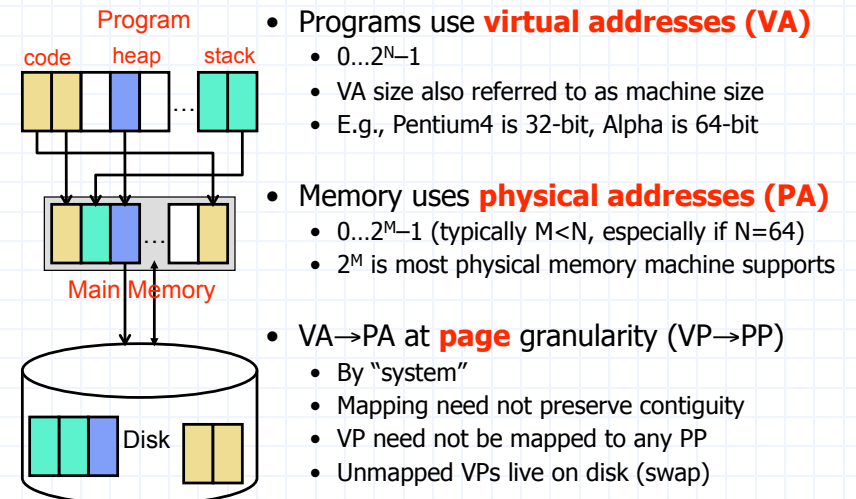 Program
code heap stack
…
…
Main Memory
Disk
• Programs use virtual addresses (VA)
• 0…2ᴺ–1
• VA size also referred to as machine size
• E.g., Pentium4 is 32-bit, Alpha is 64-bit
• Memory uses physical addresses (PA)
• 0…2ᴹ–1 (typically M<N, especially if N=64)
• 2ᴹ is most physical memory machine supports
• VA→PA at page granularity (VP→PP)
• By “system”
• Mapping need not preserve contiguity
• VP need not be mapped to any PP
• Unmapped VPs live on disk (swap)